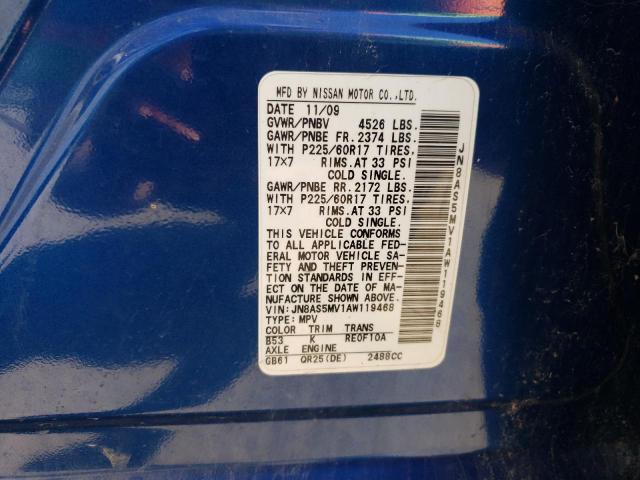 MFD BY NISSAN MOTOR CO.,LTD.
DATE 11/09
GVWR/PNBV 4526 LBS.
GAWR/PNBE FR. 2374 LBS.
WITH P225/60R17 TIRES,
17×7 RIMS.AT 33 PSI
COLD SINGLE.
GAWR/PNBE RR. 2172 LBS.
WITH P225/60R17 TIRES,
17×7 RIMS.AT 33 PSI
COLD SINGLE.
THIS VEHICLE CONFORMS
TO ALL APPLICABLE FED-
ERAL MOTOR VEHICLE SA-
FETY AND THEFT PREVEN-
TION STANDARDS IN EFF-
ECT ON THE DATE OF MA-
NUFACTURE SHOWN ABOVE.
VIN:JN8AS5MV1AW119468
TYPE:MPV
COLOR TRIM TRANS
B53 K RE0F10A
AXLE ENGINE
GB61 QR25(DE) 2488CC
JN8AS5MV1AW119468